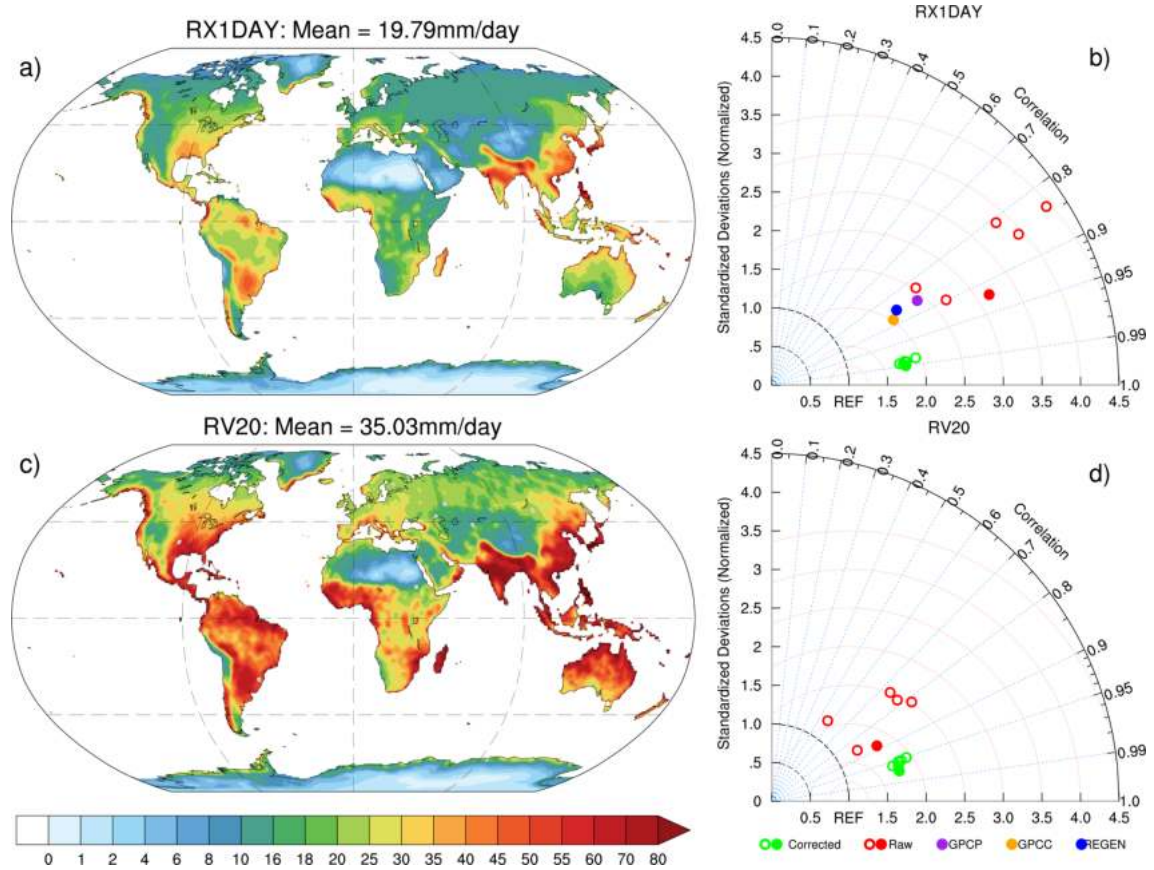 RX1DAY: Mean = 19.79mm/day
a)
RX1DAY
b)
Standardized Deviations (Normalized)
4.5
4.0
3.5
3.0
2.5
2.0
1.5
1.0
.5
0
0.5 REF 1.5 2.0 2.5 3.0 3.5 4.0 4.5
0.0 0.1 0.2 0.3 0.4 0.5 0.6 0.7 0.8 0.9 0.95 0.99 1.0
Correlation
RV20: Mean = 35.03mm/day
c)
RV20
d)
Standardized Deviations (Normalized)
4.5
4.0
3.5
3.0
2.5
2.0
1.5
1.0
.5
0
0.5 REF 1.5 2.0 2.5 3.0 3.5 4.0 4.5
0.0 0.1 0.2 0.3 0.4 0.5 0.6 0.7 0.8 0.9 0.95 0.99 1.0
Correlation
0 1 2 4 6 8 10 16 18 20 25 30 35 40 45 50 55 60 70 80
Corrected Raw GPCP GPCC REGEN